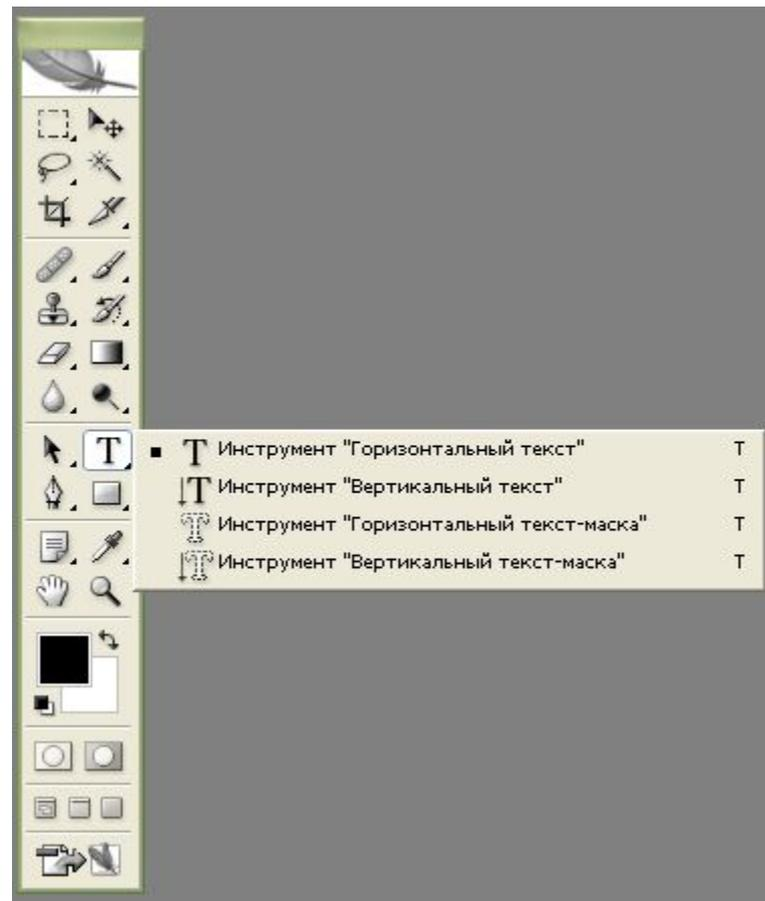 Инструмент "Горизонтальный текст" T
Инструмент "Вертикальный текст" T
Инструмент "Горизонтальный текст-маска" T
Инструмент "Вертикальный текст-маска" T